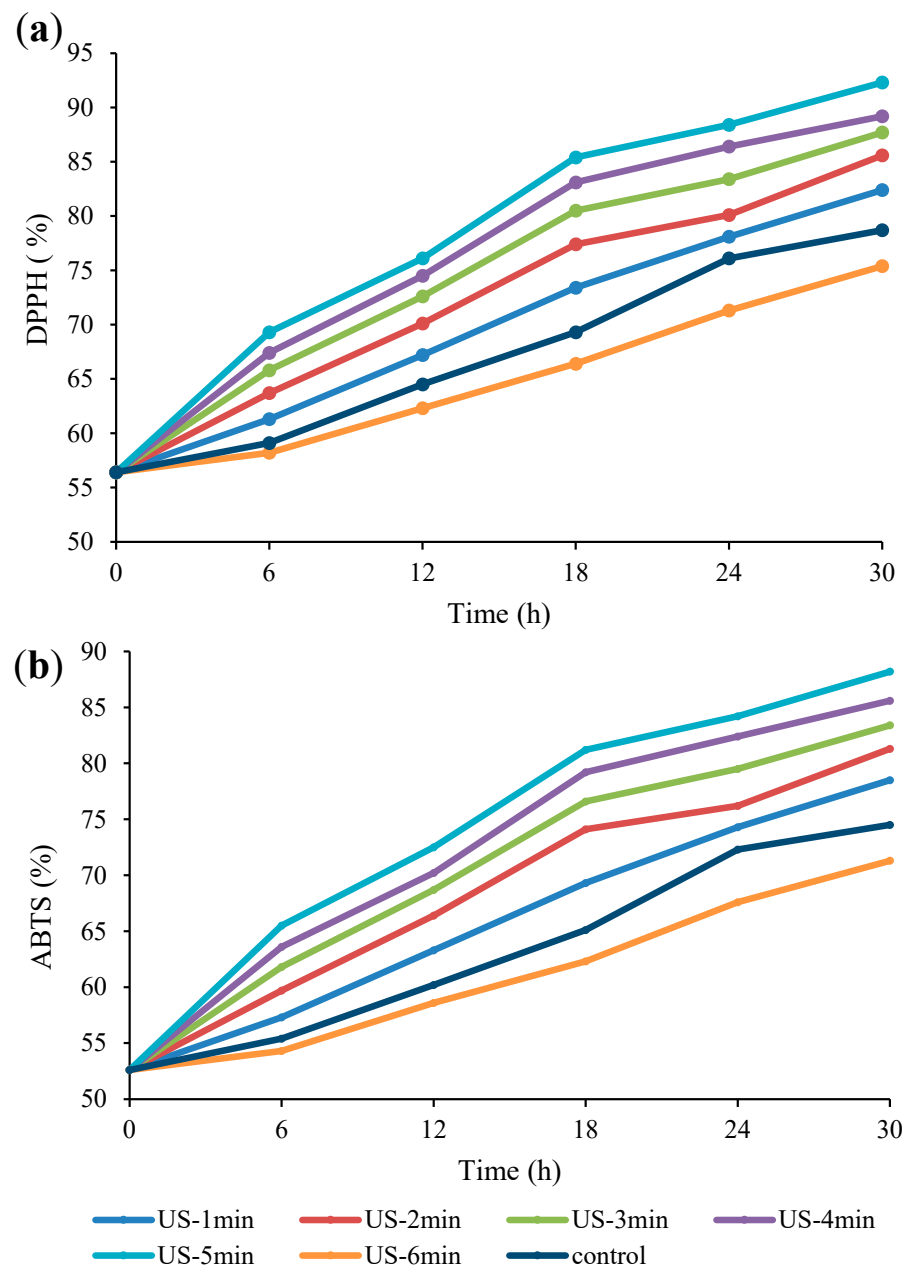 (a)
95
90
85
80
75
70
65
60
55
50
DPPH ( %)
0 6 12 18 24 30
Time (h)
(b)
90
85
80
75
70
65
60
55
50
ABTS (%)
0 6 12 18 24 30
Time (h)
US-1min US-2min US-3min US-4min
US-5min US-6min control